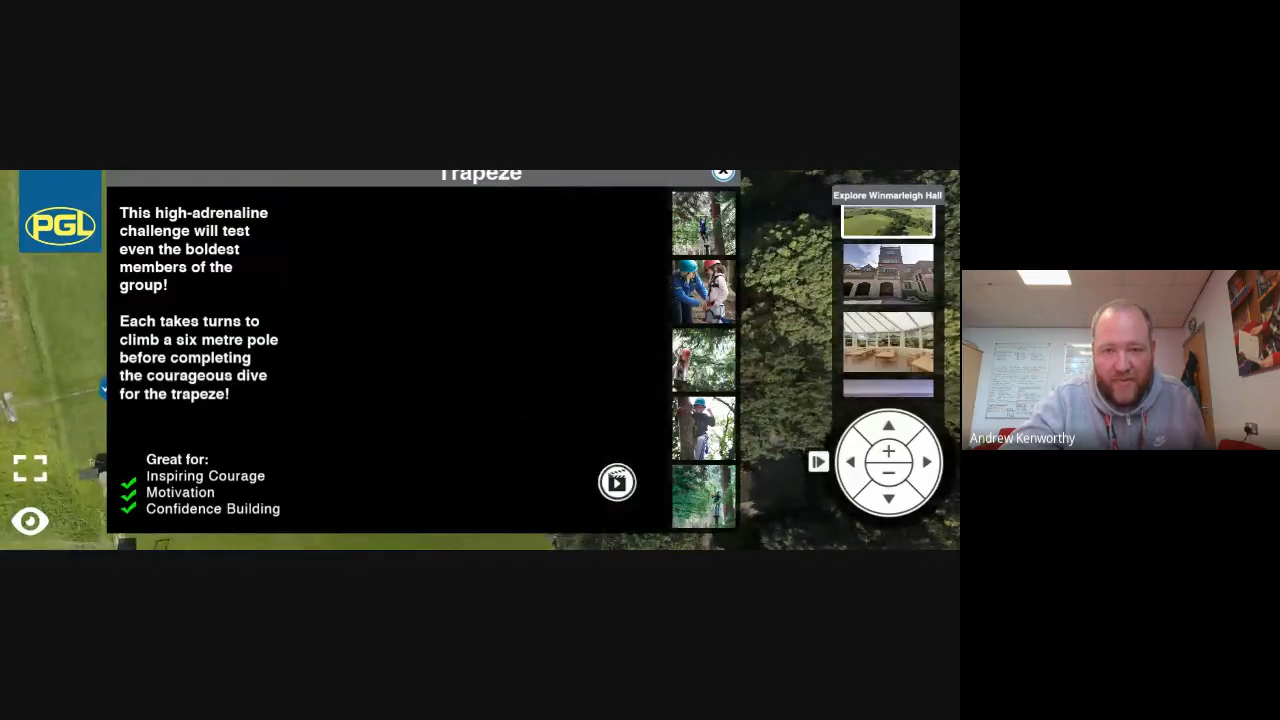 Trapeze
PGL
This high-adrenaline
challenge will test
even the boldest
members of the
group!
Each takes turns to
climb a six metre pole
before completing
the courageous dive
for the trapeze!
Great for:
Inspiring Courage
Motivation
Confidence Building
Explore Winmarleigh Hall
Andrew Kenworthy